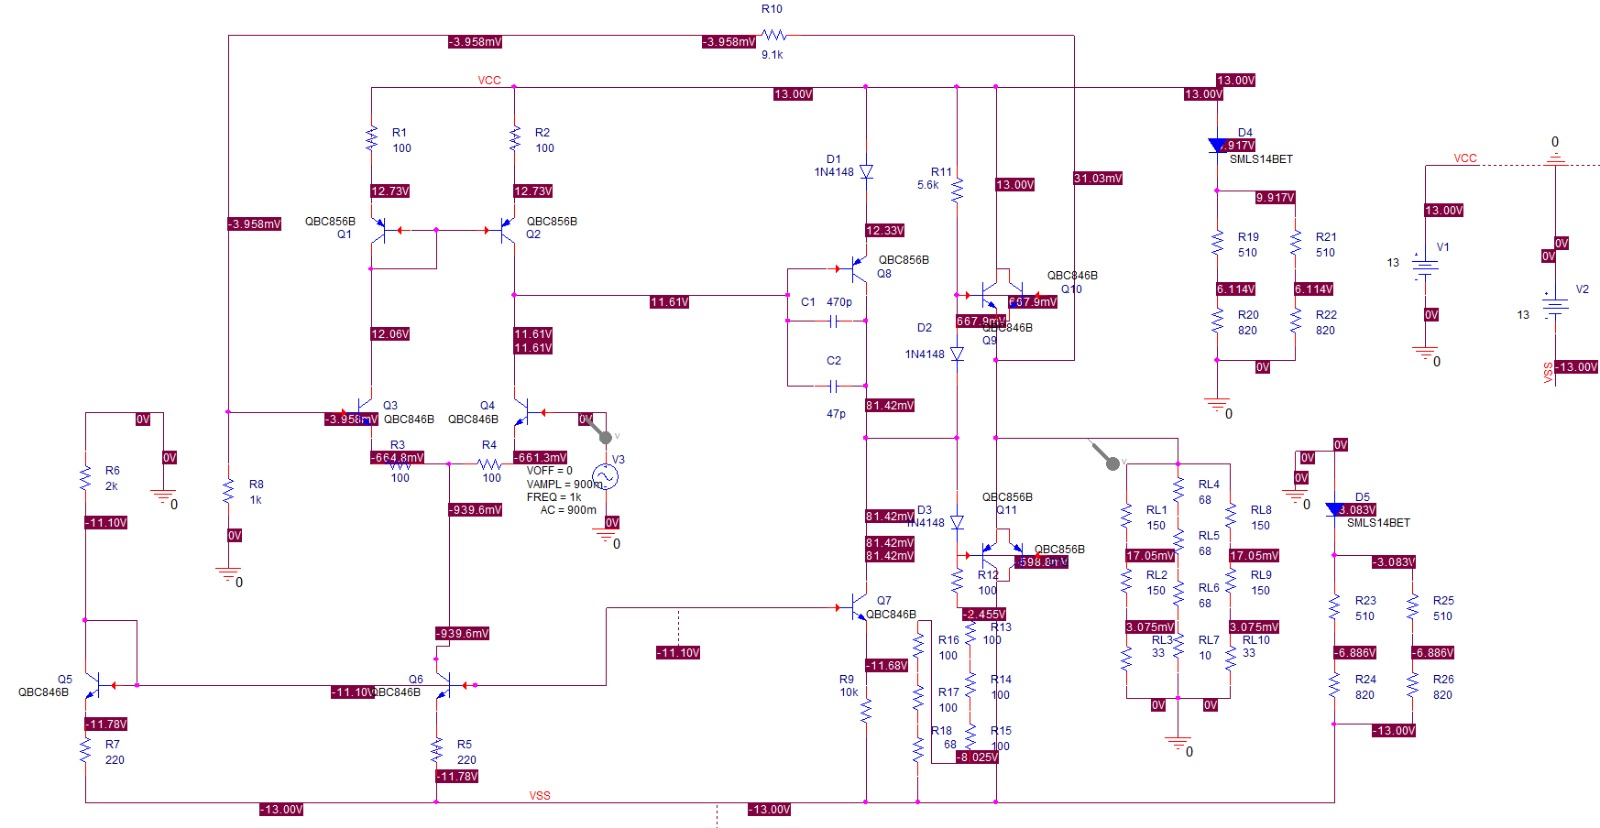 R10
-3.958mV
-3.958mV
9.1k
VCC
13.00V
13.00V
13.00V
R1
100
R2
100
D1
1N4148
R11
5.6k
D4
.917V
SMLS14BET
0
VCC
12.73V
12.73V
13.00V
31.03mV
9.917V
-3.958mV
QBC856B
Q1
QBC856B
Q2
12.33V
13.00V
R19
510
R21
510
0V
0V
V1
13
QBC856B
Q8
QBC846B
Q10
667.9mV
6.114V
6.114V
V2
13
11.61V
C1
470p
0V
667.9mV
QBC846B
Q9
R20
820
R22
820
12.06V
11.61V
11.61V
D2
1N4148
C2
0V
0
VSS
-13.00V
47p
81.42mV
0
0V
Q3
QBC846B
-3.958mV
Q4
QBC846B
0V
V
0V
R3
100
-664.8mV
R4
100
-661.3mV
V3
VOFF = 0
VAMPL = 900m
FREQ = 1k
AC = 900m
0V
0
0V
R6
2k
0
R8
1k
-939.6mV
-11.10V
0V
0
V
RL4
68
RL1
150
RL8
150
RL5
68
17.05mV
17.05mV
RL2
150
RL6
68
RL9
150
3.075mV
3.075mV
RL3
33
RL7
10
RL10
33
0V
0V
0
0V
0V
0V
0
D5
3.083V
SMLS14BET
-3.083V
R23
510
R25
510
-6.886V
-6.886V
R24
820
R26
820
-13.00V
QBC856B
Q11
81.42mV
D3
1N4148
81.42mV
81.42mV
QBC856B
-598.8mV
R12
100
Q7
QBC846B
-2.455V
R13
100
R16
100
-939.6mV
-11.10V
-11.68V
R9
10k
R14
100
R17
100
R18
68
R15
100
-8.025V
Q5
QBC846B
-11.10V
Q6
QBC846B
-11.78V
R7
220
R5
220
-11.78V
VSS
-13.00V
-13.00V